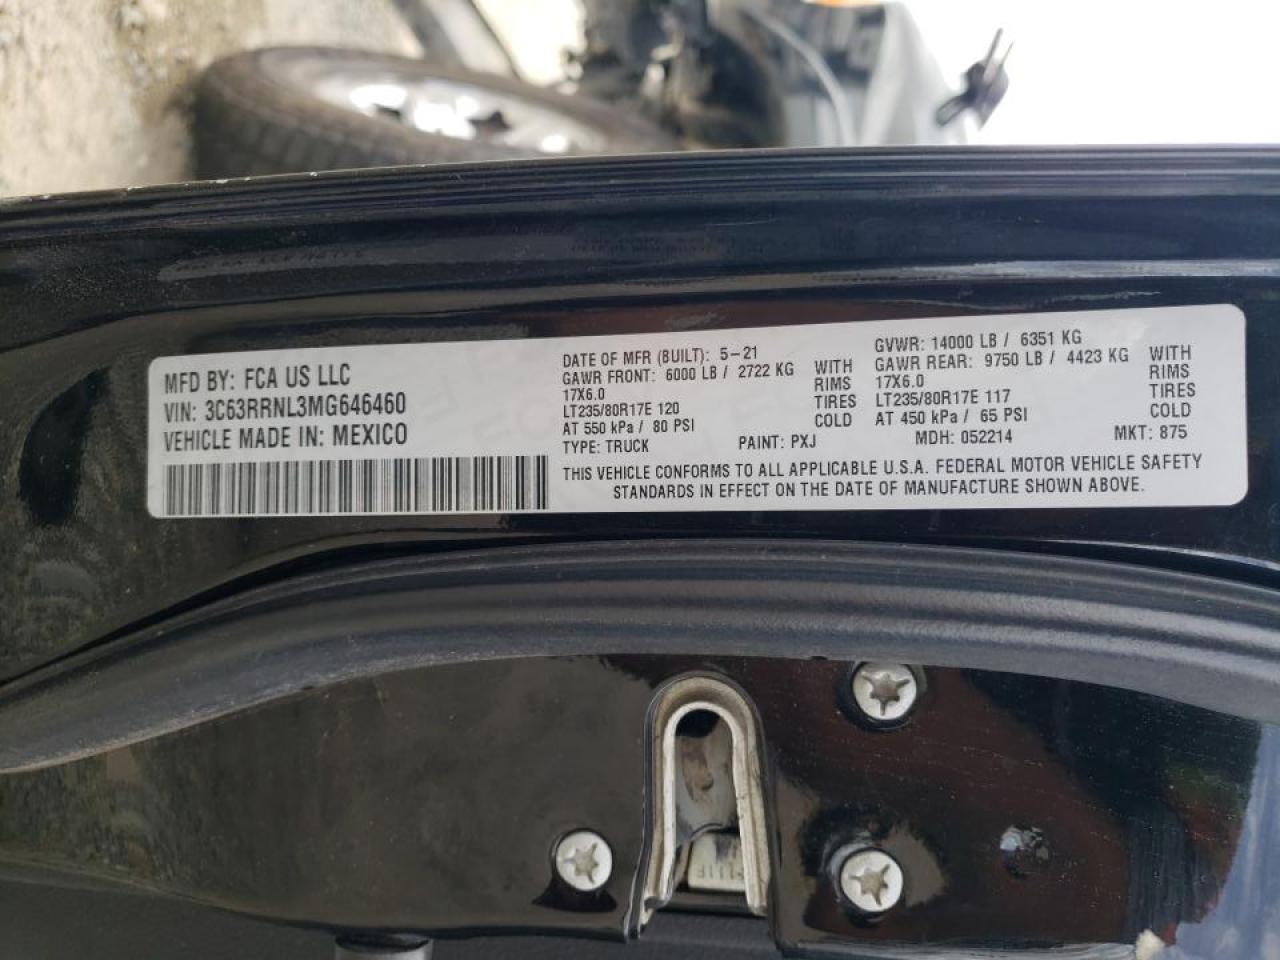 MFD BY: FCA US LLC
VIN: 3C63RRNL3MG646460
VEHICLE MADE IN: MEXICO
DATE OF MFR (BUILT): 5-21
GAWR FRONT: 6000 LB / 2722 KG WITH
17X6.0 RIMS
LT235/80R17E 120 TIRES
AT 550 kPa / 80 PSI COLD
GVWR: 14000 LB / 6351 KG
GAWR REAR: 9750 LB / 4423 KG WITH
17X6.0 RIMS
LT235/80R17E 117 TIRES
AT 450 kPa / 65 PSI COLD
TYPE: TRUCK PAINT: PXJ MDH: 052214 MKT: 875
THIS VEHICLE CONFORMS TO ALL APPLICABLE U.S.A. FEDERAL MOTOR VEHICLE SAFETY
STANDARDS IN EFFECT ON THE DATE OF MANUFACTURE SHOWN ABOVE.